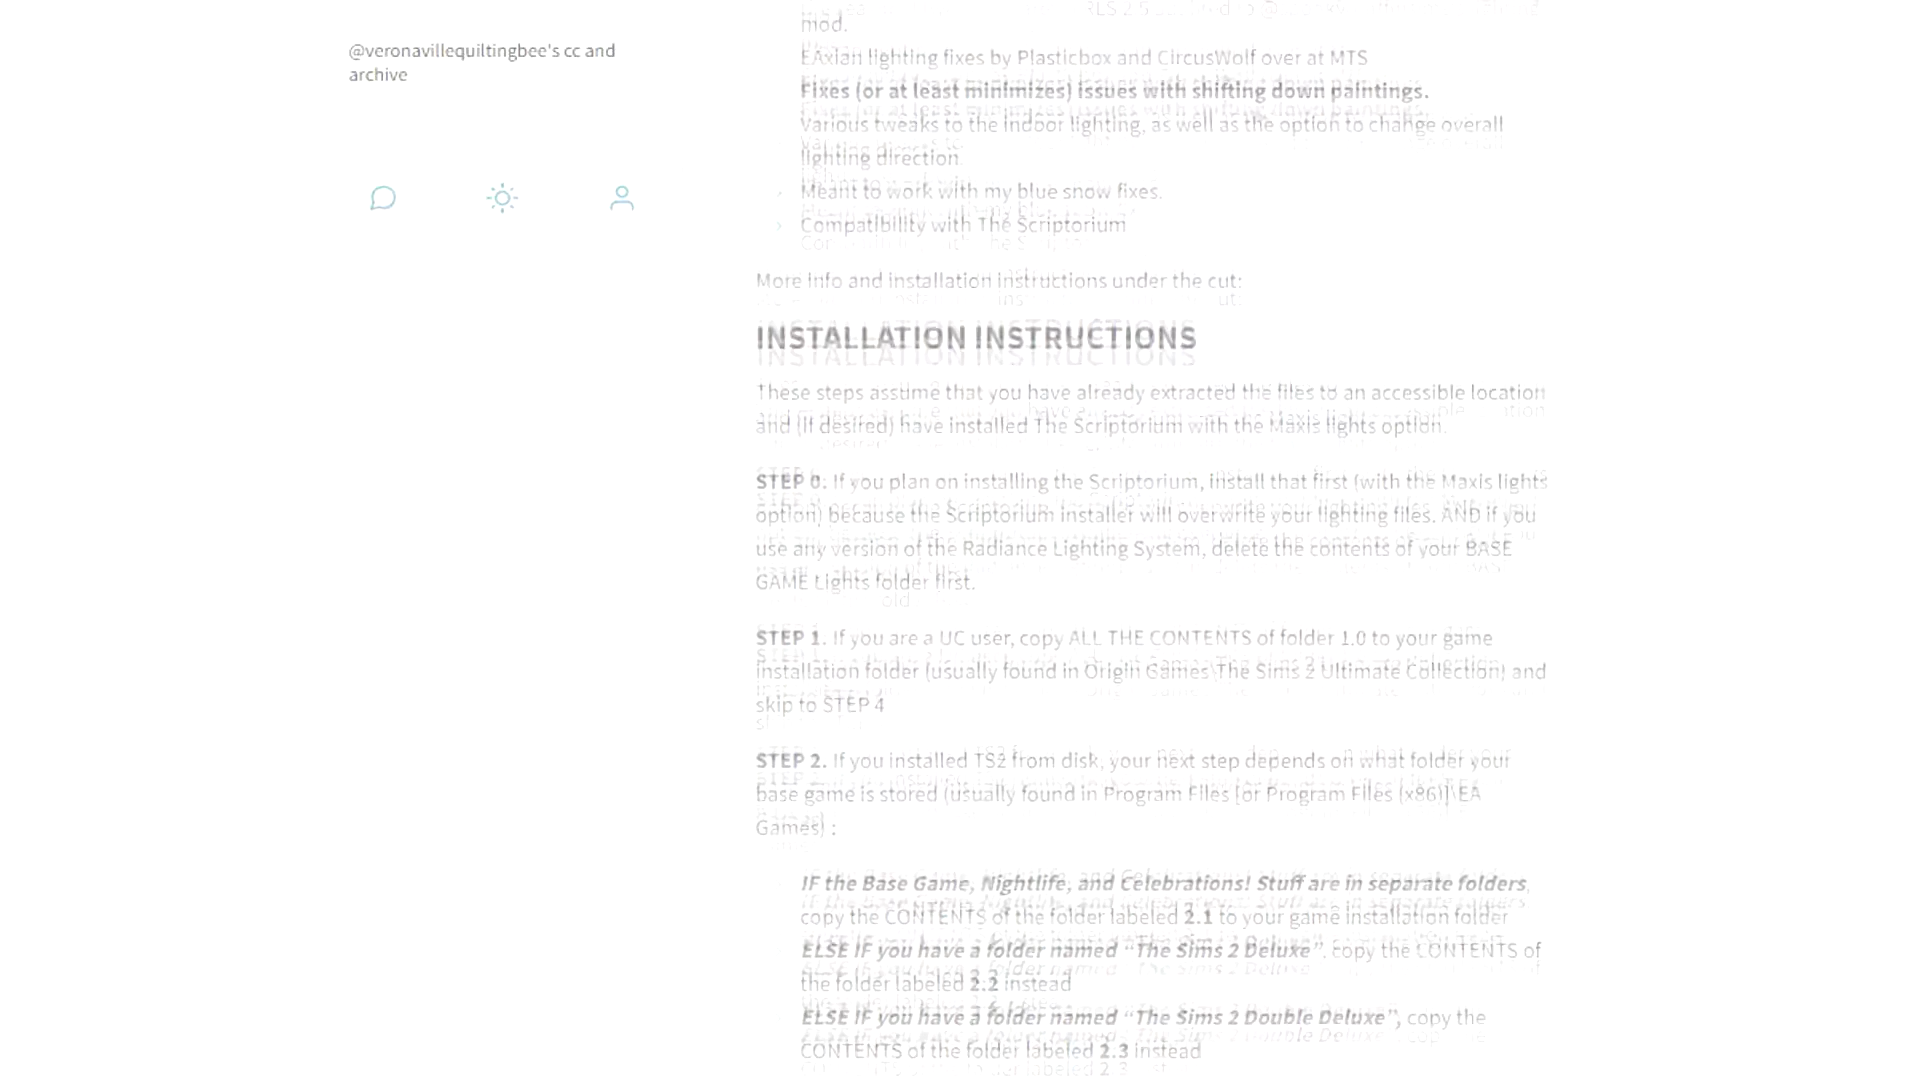 @veronavillequiltingbee's cc and
archive
mod.
EAxian lighting fixes by Plasticbox and CircusWolf over at MTS
Fixes (or at least minimizes) issues with shifting down paintings.
Various tweaks to the indoor lighting, as well as the option to change overall
lighting direction
Meant to work with my blue snow fixes.
Compatibility with The Scriptorium
More info and installation instructions under the cut:
INSTALLATION INSTRUCTIONS
These steps assume that you have already extracted the files to an accessible location
and (if desired) have installed The Scriptorium with the Maxis lights option.
STEP 0. If you plan on installing the Scriptorium, install that first (with the Maxis lights
option) because the Scriptorium installer will overwrite your lighting files. AND if you
use any version of the Radiance Lighting System, delete the contents of your BASE
GAME Lights folder first.
STEP 1. If you are a UC user, copy ALL THE CONTENTS of folder 1.0 to your game
installation folder (usually found in Origin Games\The Sims 2 Ultimate Collection) and
skip to STEP 4
STEP 2. If you installed TS2 from disk, your next step depends on what folder your
base game is stored (usually found in Program Files [or Program Files (x86)]\EA
Games) :
IF the Base Game, Nightlife, and Celebrations! Stuff are in separate folders,
copy the CONTENTS of the folder labeled 2.1 to your game installation folder
ELSE IF you have a folder named “The Sims 2 Deluxe”, copy the CONTENTS of
the folder labeled 2.2 instead
ELSE IF you have a folder named “The Sims 2 Double Deluxe”, copy the
CONTENTS of the folder labeled 2.3 instead